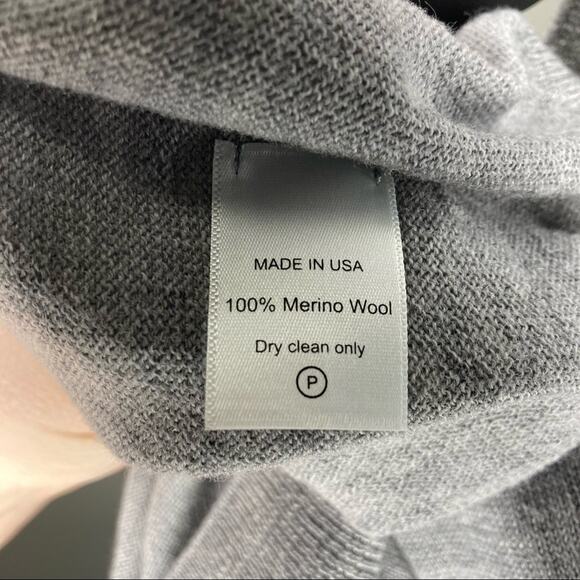 MADE IN USA
100% Merino Wool
Dry clean only
P